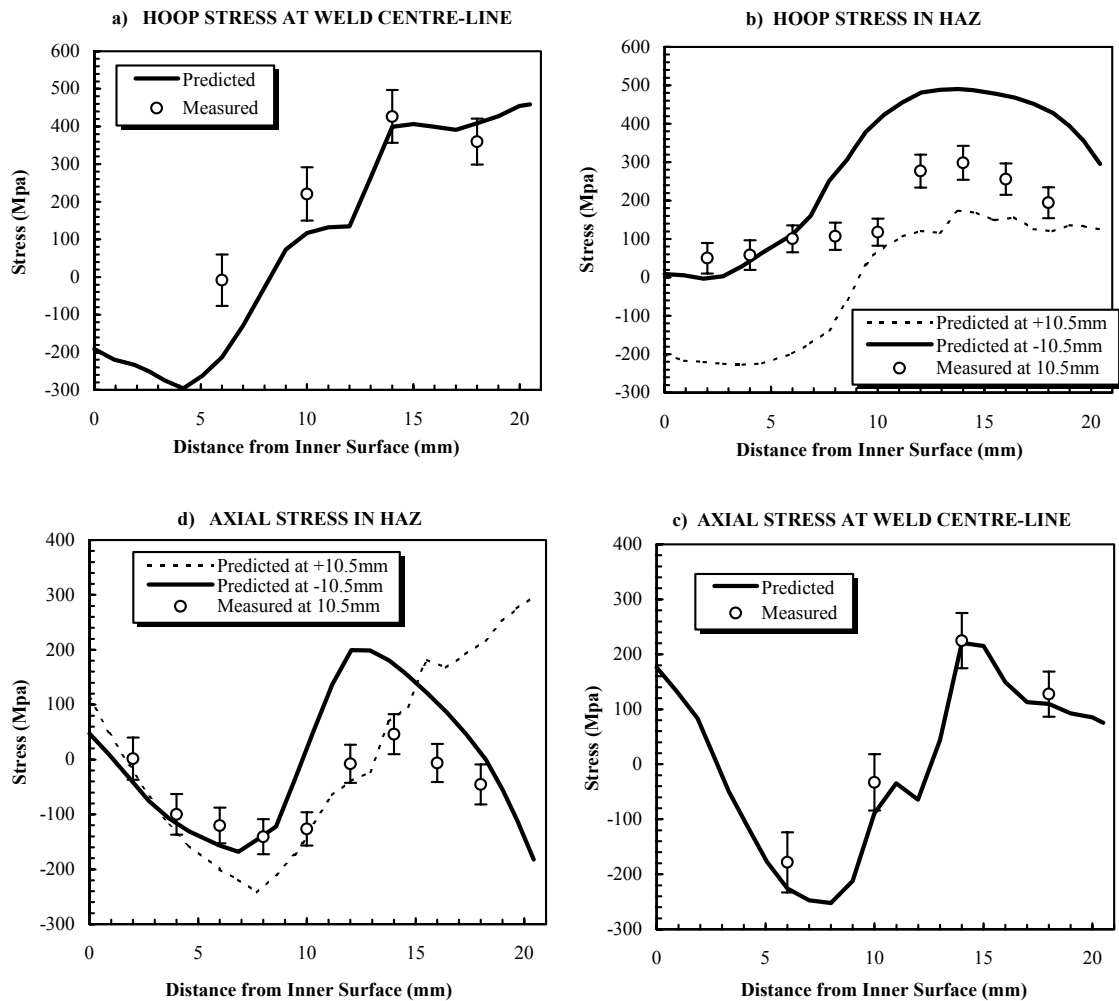 a) HOOP STRESS AT WELD CENTRE-LINE
600
500
400
300
200
100
0
-100
-200
-300
Stress (Mpa)
Predicted
Measured
0 5 10 15 20
Distance from Inner Surface (mm)
b) HOOP STRESS IN HAZ
600
500
400
300
200
100
0
-100
-200
-300
Stress (Mpa)
Predicted at +10.5mm
Predicted at -10.5mm
Measured at 10.5mm
0 5 10 15 20
Distance from Inner Surface (mm)
d) AXIAL STRESS IN HAZ
400
300
200
100
0
-100
-200
-300
Stress (Mpa)
Predicted at +10.5mm
Predicted at -10.5mm
Measured at 10.5mm
0 5 10 15 20
Distance from Inner Surface (mm)
c) AXIAL STRESS AT WELD CENTRE-LINE
400
300
200
100
0
-100
-200
-300
Stress (Mpa)
Predicted
Measured
0 5 10 15 20
Distance from Inner Surface (mm)